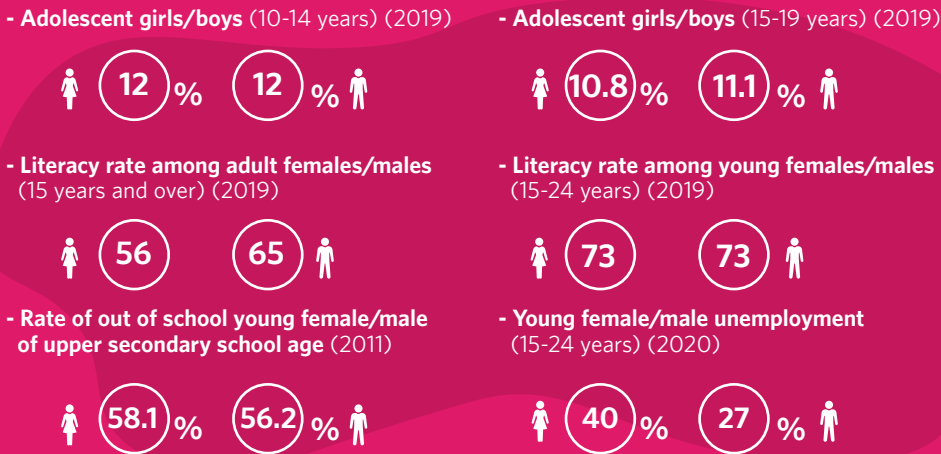 - Adolescent girls/boys (10-14 years) (2019)
12 % 12 %
- Adolescent girls/boys (15-19 years) (2019)
10.8 % 11.1 %
- Literacy rate among adult females/males
(15 years and over) (2019)
56 65
- Literacy rate among young females/males
(15-24 years) (2019)
73 73
- Rate of out of school young female/male
of upper secondary school age (2011)
58.1 % 56.2 %
- Young female/male unemployment
(15-24 years) (2020)
40 % 27 %